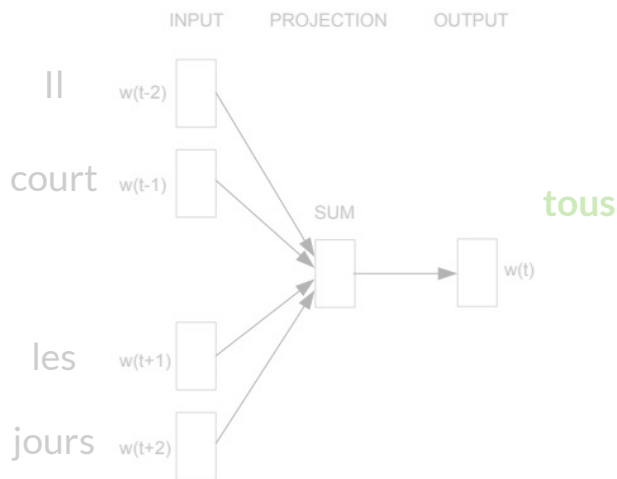 INPUT PROJECTION OUTPUT
Il w(t-2)
court w(t-1)
tous
SUM
w(t)
les w(t+1)
jours w(t+2)